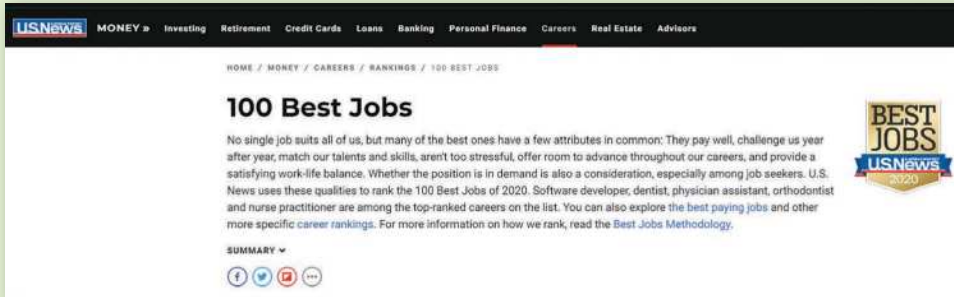 U.S.News MONEY » Investing Retirement Credit Cards Loans Banking Personal Finance Careers Real Estate Advisors
HOME / MONEY / CAREERS / RANKINGS / 100 BEST JOBS
100 Best Jobs
No single job suits all of us, but many of the best ones have a few attributes in common: They pay well, challenge us year
after year, match our talents and skills, aren't too stressful, offer room to advance throughout our careers, and provide a
satisfying work-life balance. Whether the position is in demand is also a consideration, especially among job seekers. U.S.
News uses these qualities to rank the 100 Best Jobs of 2020. Software developer, dentist, physician assistant, orthodontist
and nurse practitioner are among the top-ranked careers on the list. You can also explore the best paying jobs and other
more specific career rankings. For more information on how we rank, read the Best Jobs Methodology.
SUMMARY
BEST
JOBS
U.S.News
2020